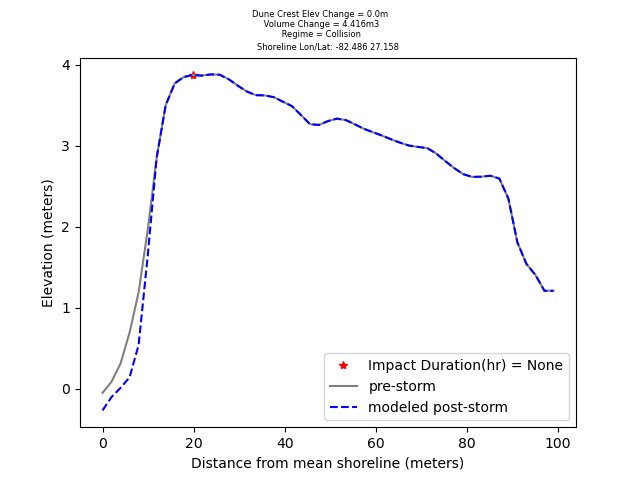 Dune Crest Elev Change = 0.0m
Volume Change = 4.416m3
Regime = Collision
Shoreline Lon/Lat: -82.486 27.158
4
3
2
1
0
Elevation (meters)
Impact Duration(hr) = None
pre-storm
modeled post-storm
0 20 40 60 80 100
Distance from mean shoreline (meters)